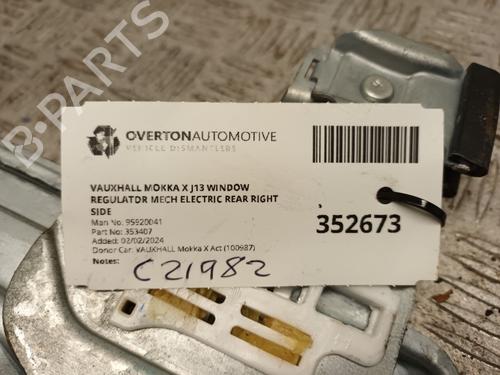 B-PARTS
OVERTONAUTOMOTIVE
VEHICLE DISMANTLERS
VAUXHALL MOKKA X J13 WINDOW
REGULATOR MECH ELECTRIC REAR RIGHT
SIDE
Man No: 95920041
Part No: 353407
Added: 02/02/2024
Donor Car: VAUXHALL Mokka X Act (100987)
Notes: C21982
352673